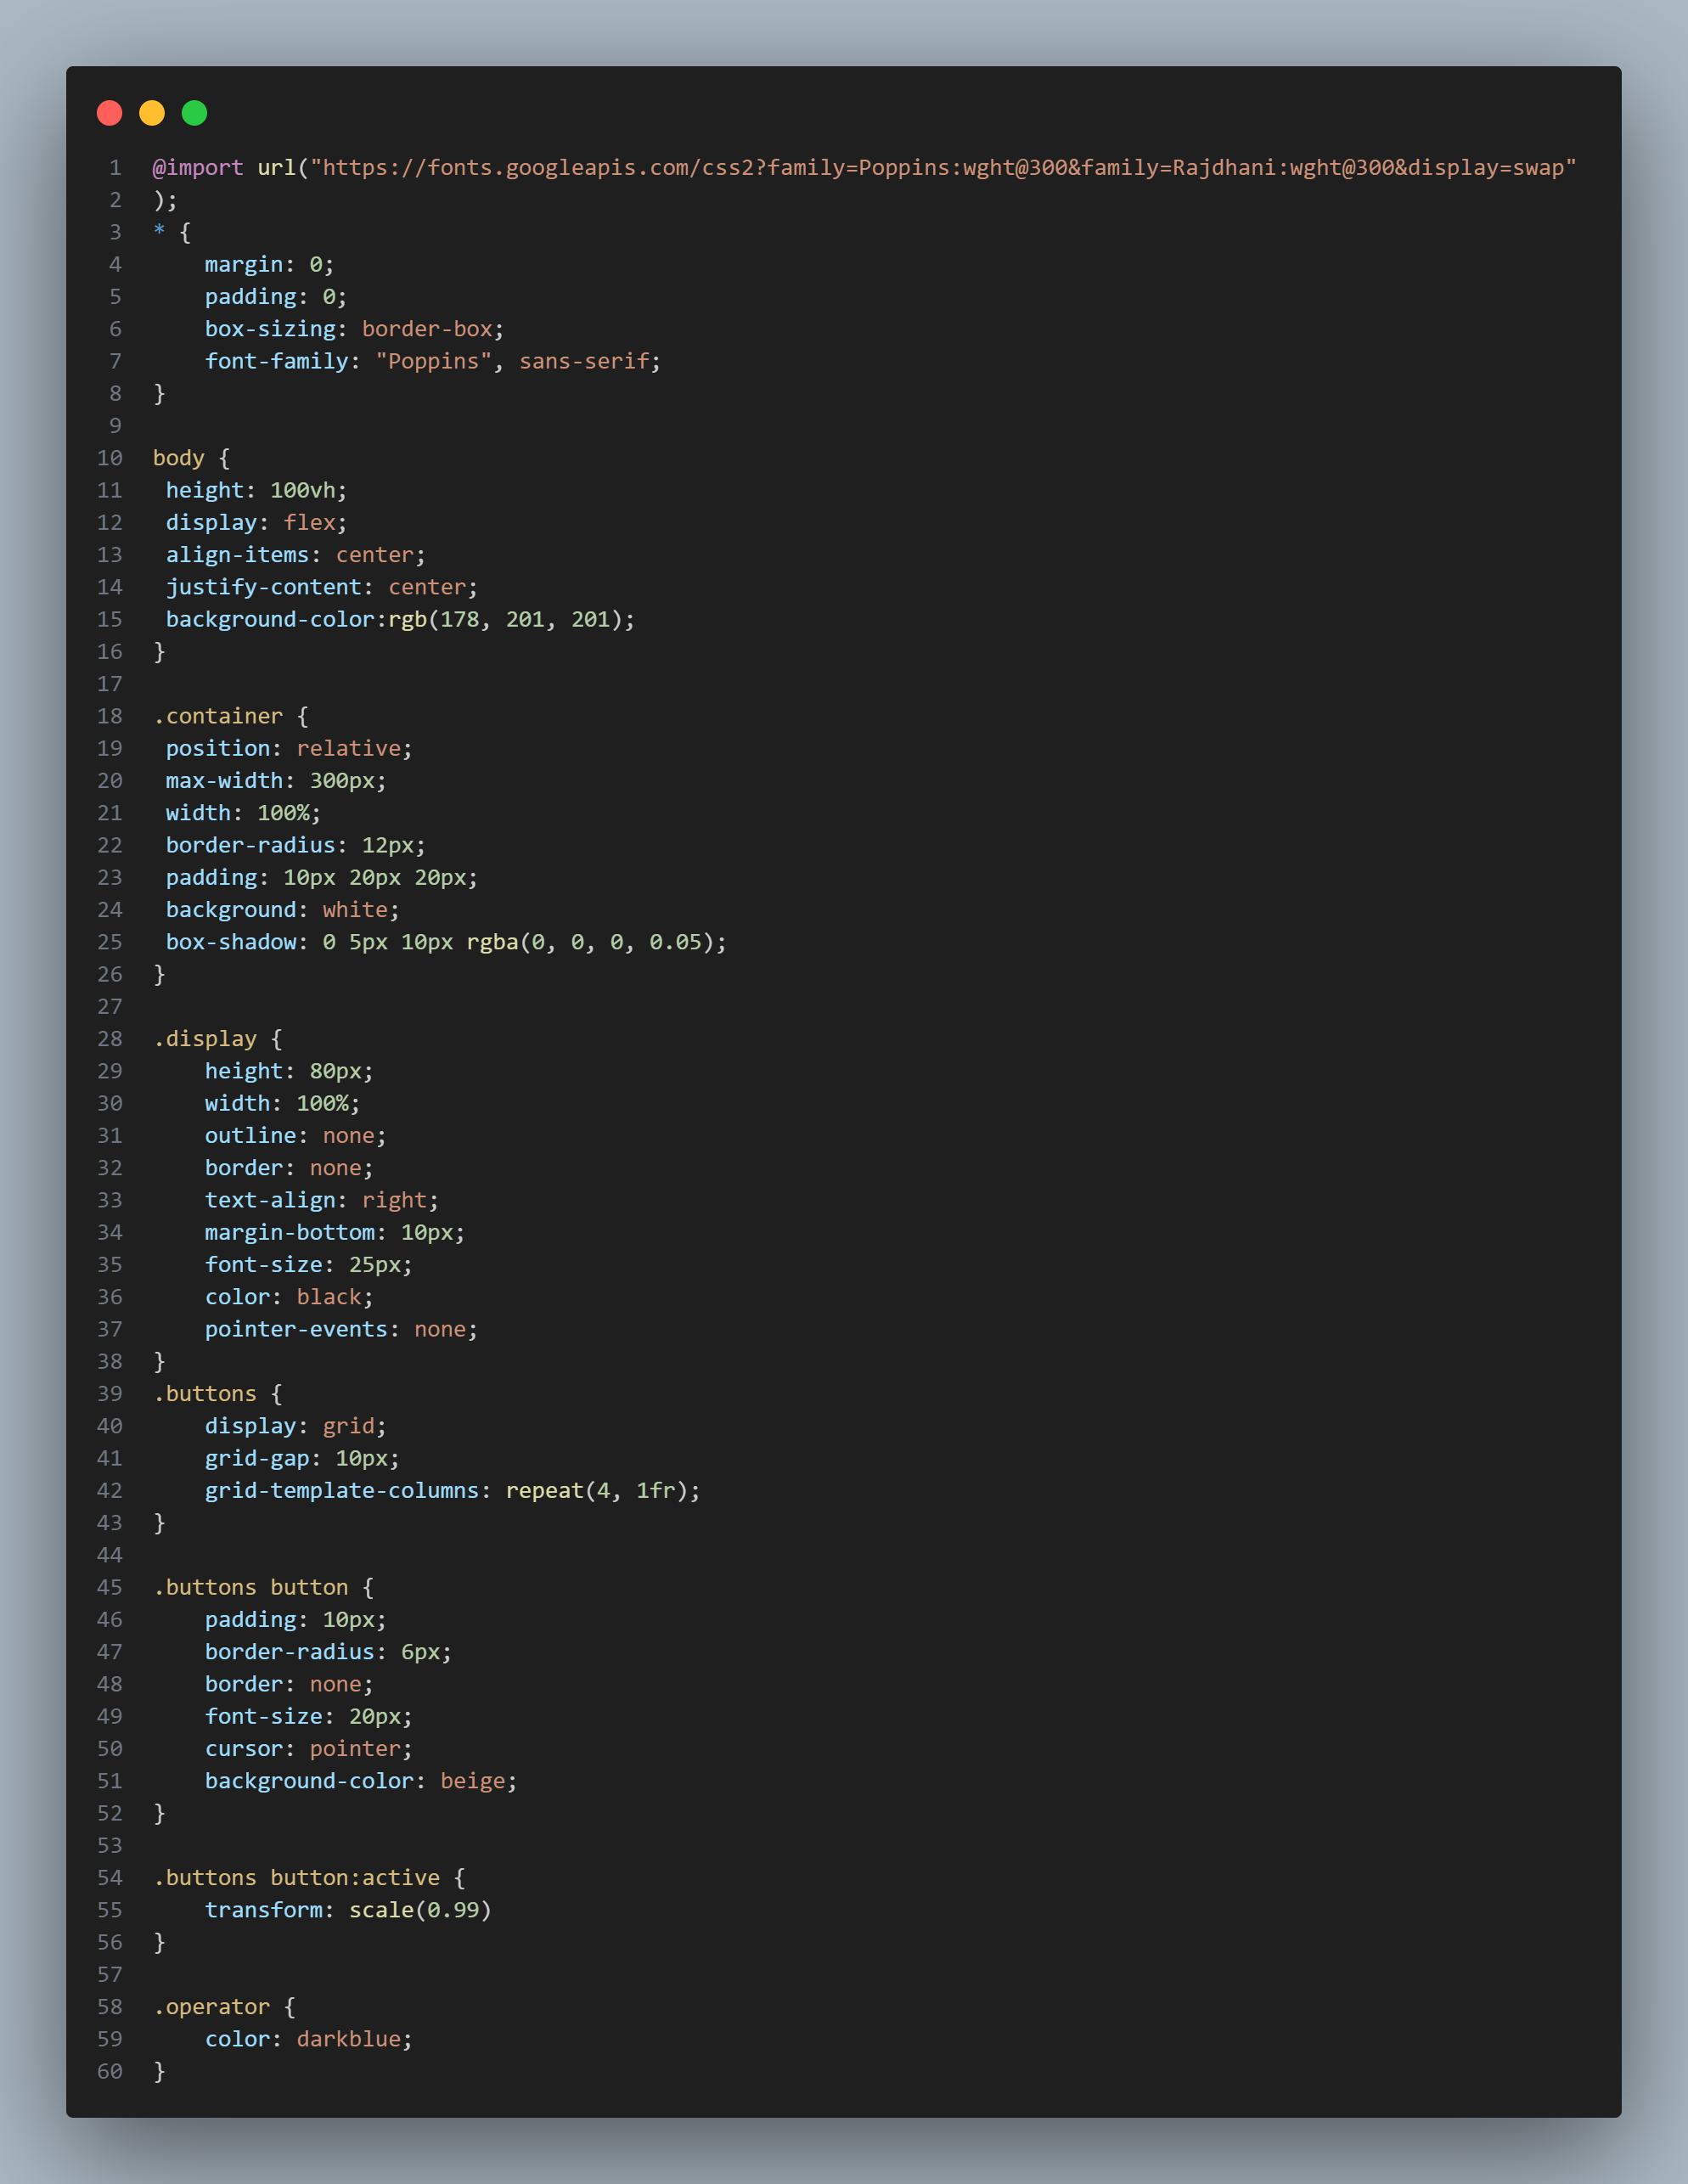 1 @import url("https://fonts.googleapis.com/css2?family=Poppins:wght@300&family=Rajdhani:wght@300&display=swap"
2 );
3 * {
4     margin: 0;
5     padding: 0;
6     box-sizing: border-box;
7     font-family: "Poppins", sans-serif;
8 }
9
10 body {
11  height: 100vh;
12  display: flex;
13  align-items: center;
14  justify-content: center;
15  background-color:rgb(178, 201, 201);
16 }
17
18 .container {
19  position: relative;
20  max-width: 300px;
21  width: 100%;
22  border-radius: 12px;
23  padding: 10px 20px 20px;
24  background: white;
25  box-shadow: 0 5px 10px rgba(0, 0, 0, 0.05);
26 }
27
28 .display {
29     height: 80px;
30     width: 100%;
31     outline: none;
32     border: none;
33     text-align: right;
34     margin-bottom: 10px;
35     font-size: 25px;
36     color: black;
37     pointer-events: none;
38 }
39 .buttons {
40     display: grid;
41     grid-gap: 10px;
42     grid-template-columns: repeat(4, 1fr);
43 }
44
45 .buttons button {
46     padding: 10px;
47     border-radius: 6px;
48     border: none;
49     font-size: 20px;
50     cursor: pointer;
51     background-color: beige;
52 }
53
54 .buttons button:active {
55     transform: scale(0.99)
56 }
57
58 .operator {
59     color: darkblue;
60 }